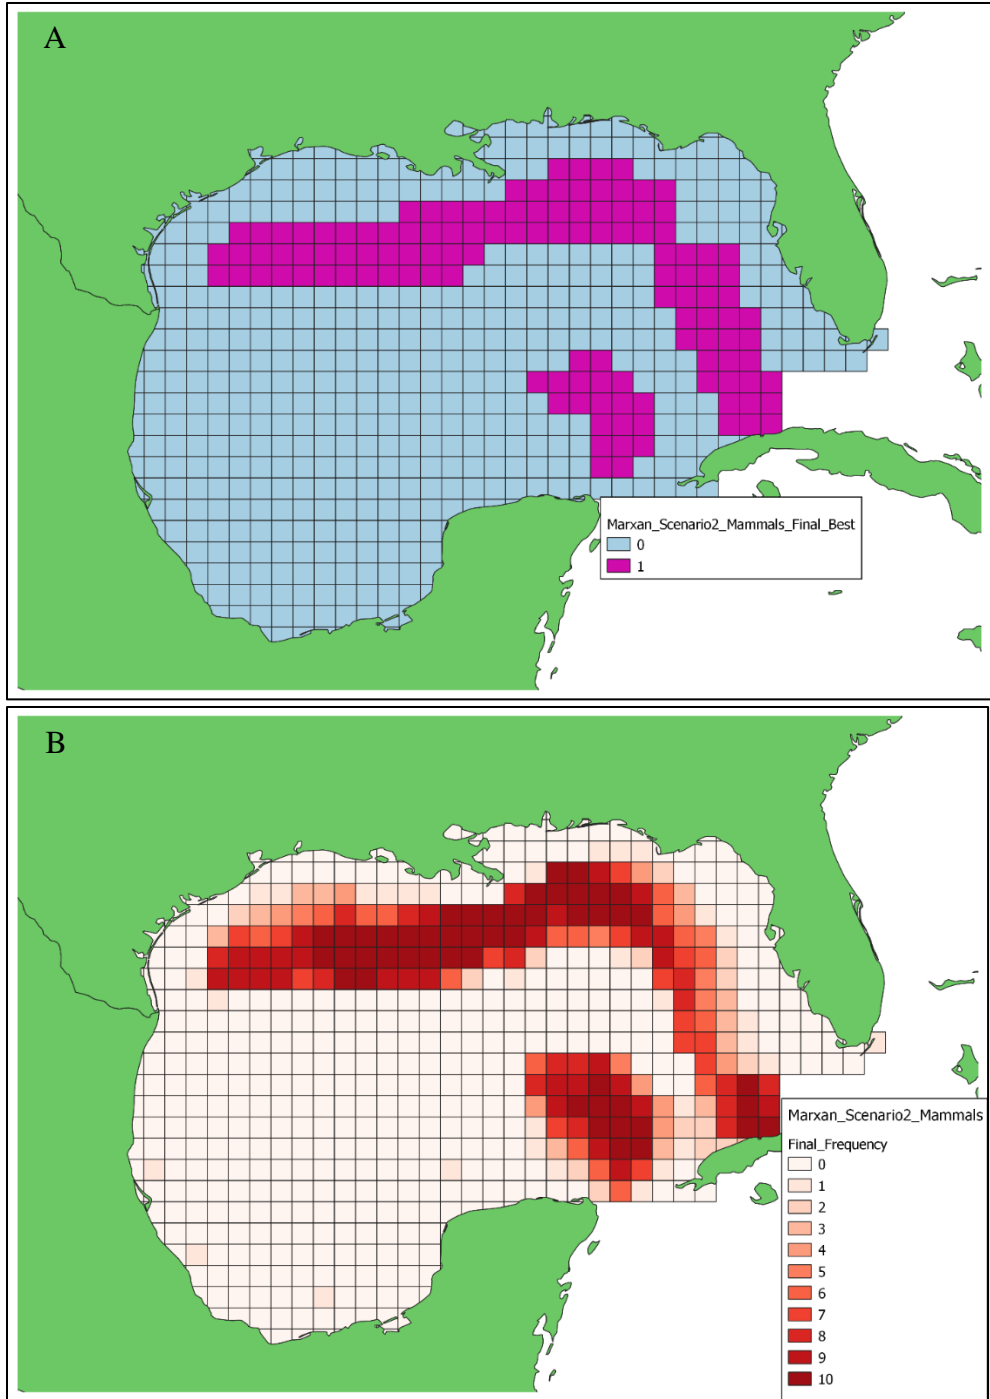 A
Marxan_Scenario2_Mammals_Final_Best
0
1
B
Marxan_Scenario2_Mammals
Final_Frequency
0
1
2
3
4
5
6
7
8
9
10